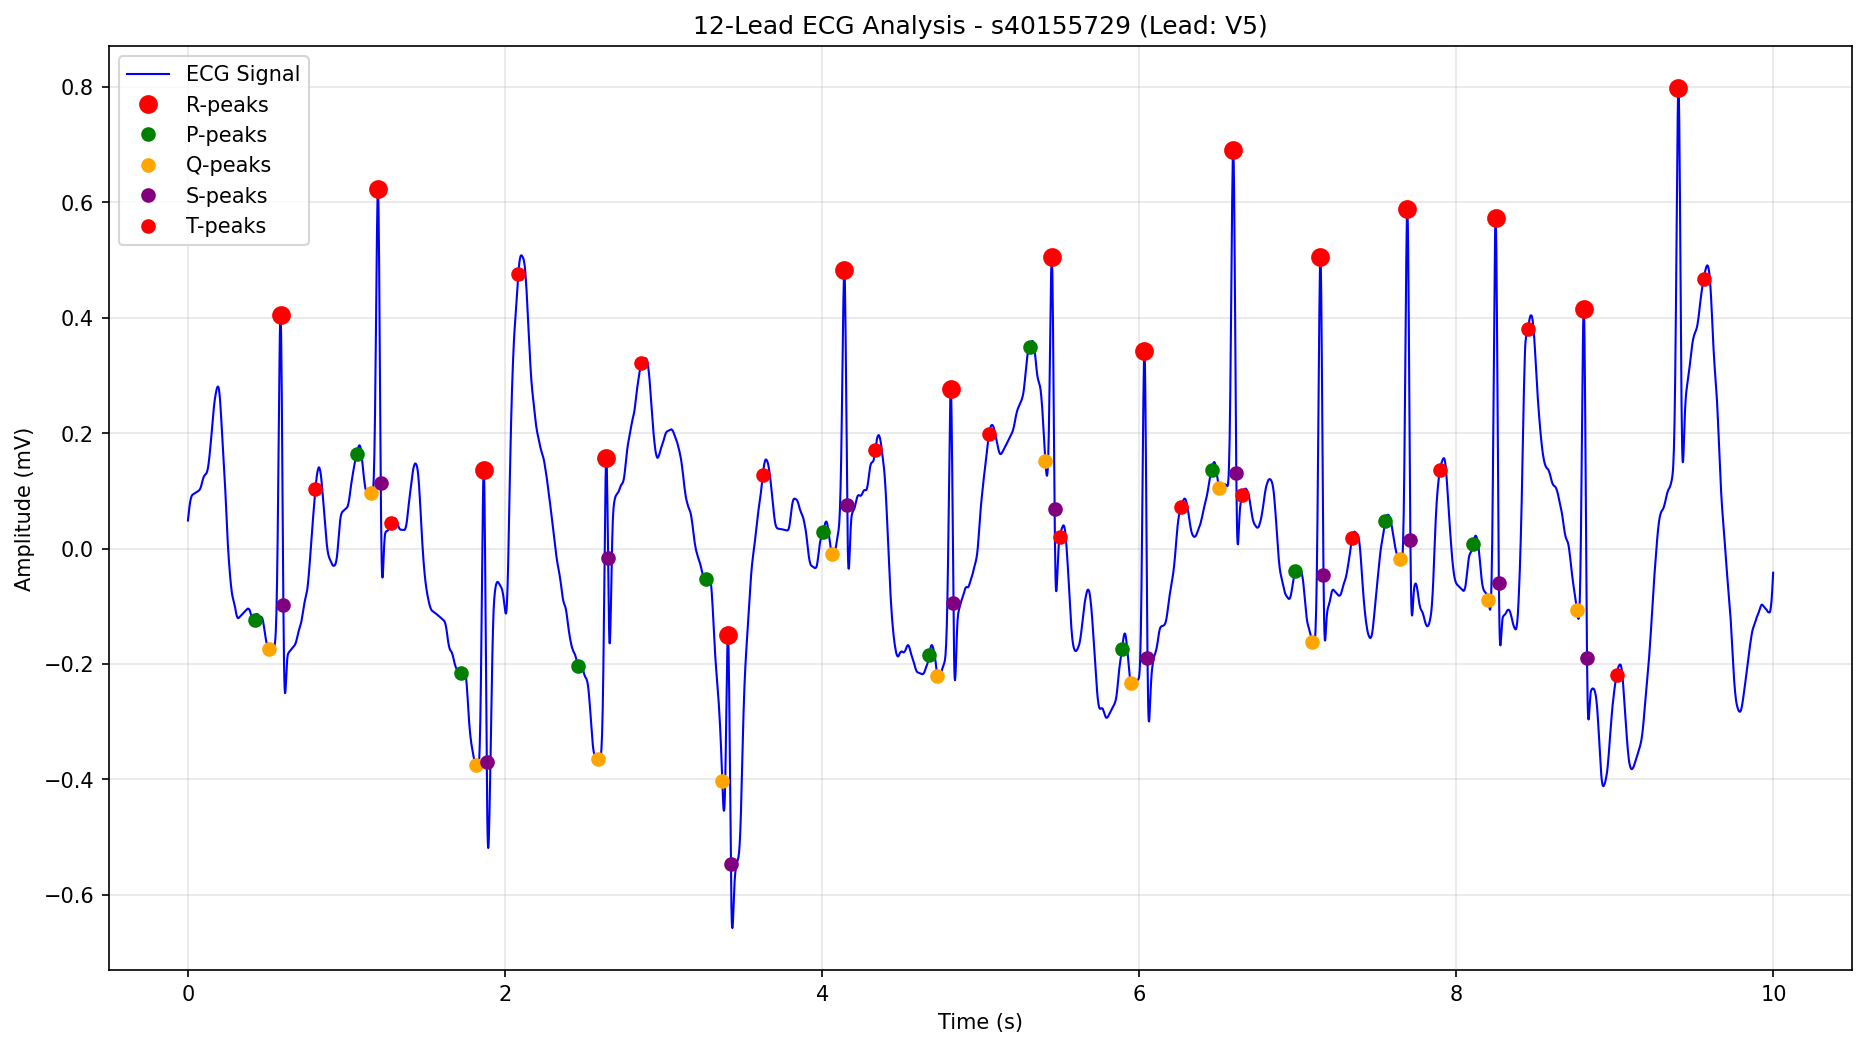 12-Lead ECG Analysis - s40155729 (Lead: V5)
ECG Signal
R-peaks
P-peaks
Q-peaks
S-peaks
T-peaks
Amplitude (mV)
0.8
0.6
0.4
0.2
0.0
−0.2
−0.4
−0.6
0 2 4 6 8 10
Time (s)